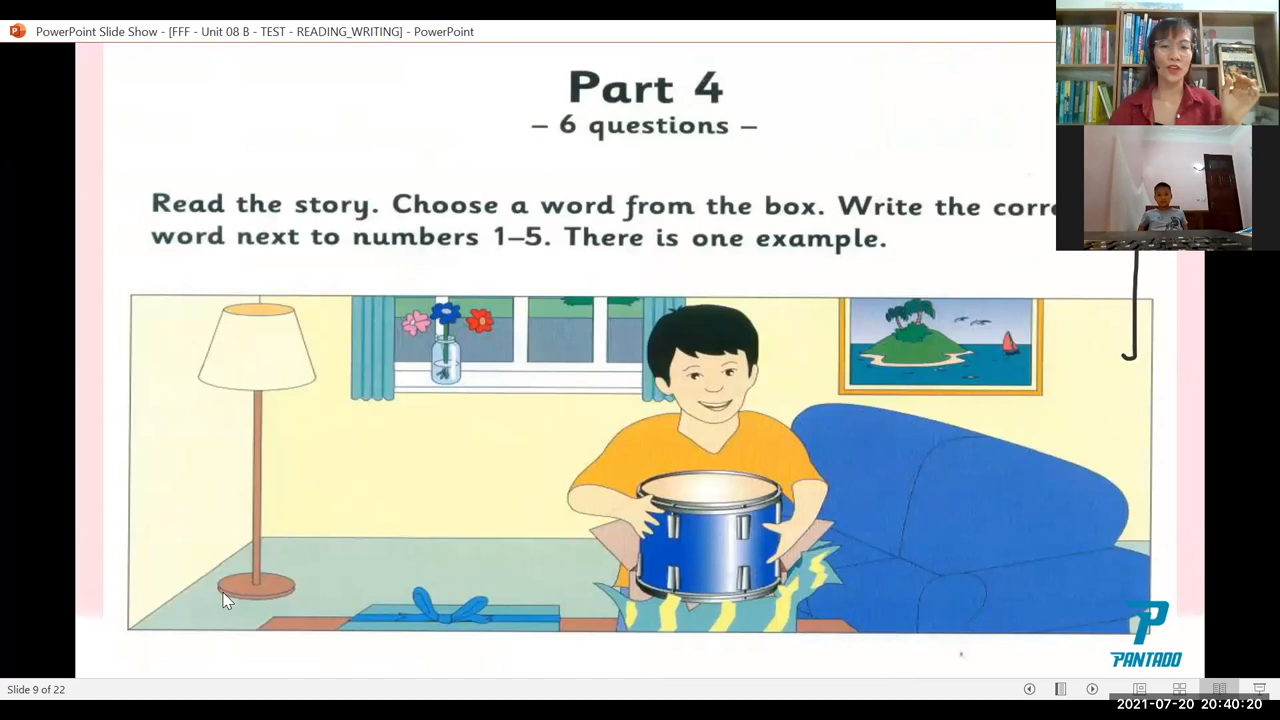 PowerPoint Slide Show - [FFF - Unit 08 B - TEST - READING_WRITING] - PowerPoint
Part 4
– 6 questions –
Read the story. Choose a word from the box. Write the corre
word next to numbers 1–5. There is one example.
PANTADO
Slide 9 of 22
2021-07-20 20:40:20